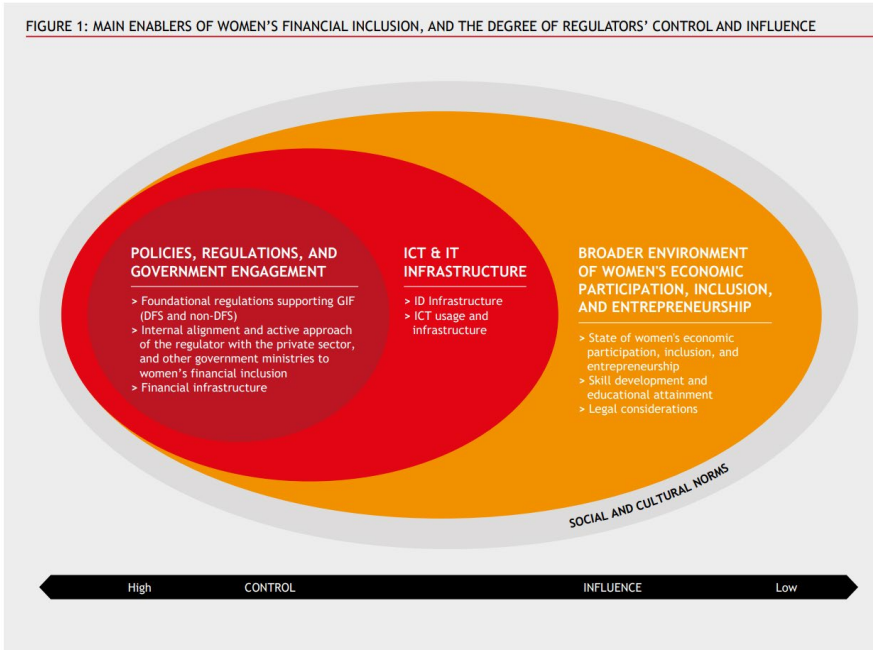 FIGURE 1: MAIN ENABLERS OF WOMEN’S FINANCIAL INCLUSION, AND THE DEGREE OF REGULATORS’ CONTROL AND INFLUENCE
POLICIES, REGULATIONS, AND
GOVERNMENT ENGAGEMENT
> Foundational regulations supporting GIF
(DFS and non-DFS)
> Internal alignment and active approach
of the regulator with the private sector,
and other government ministries to
women’s financial inclusion
> Financial infrastructure
ICT & IT
INFRASTRUCTURE
> ID Infrastructure
> ICT usage and
infrastructure
BROADER ENVIRONMENT
OF WOMEN'S ECONOMIC
PARTICIPATION, INCLUSION,
AND ENTREPRENEURSHIP
> State of women's economic
participation, inclusion, and
entrepreneurship
> Skill development and
educational attainment
> Legal considerations
SOCIAL AND CULTURAL NORMS
High CONTROL INFLUENCE Low